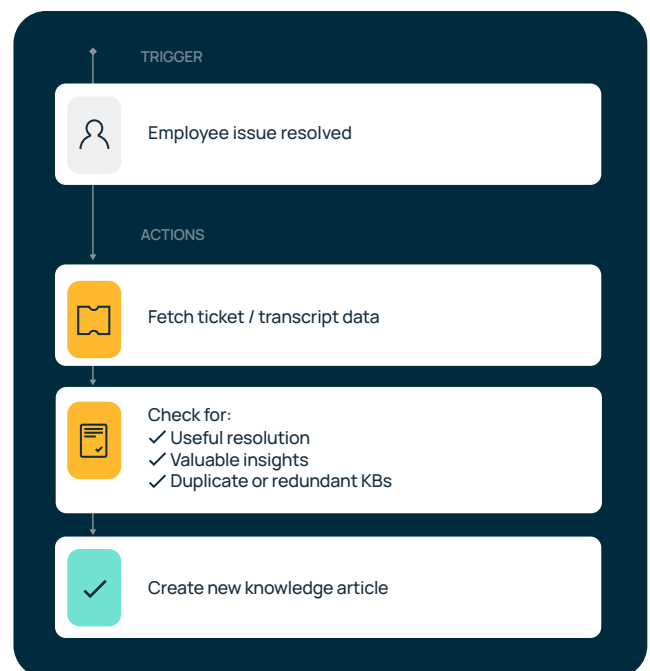 TRIGGER
Employee issue resolved
ACTIONS
Fetch ticket / transcript data
Check for:
✓ Useful resolution
✓ Valuable insights
✓ Duplicate or redundant KBs
Create new knowledge article